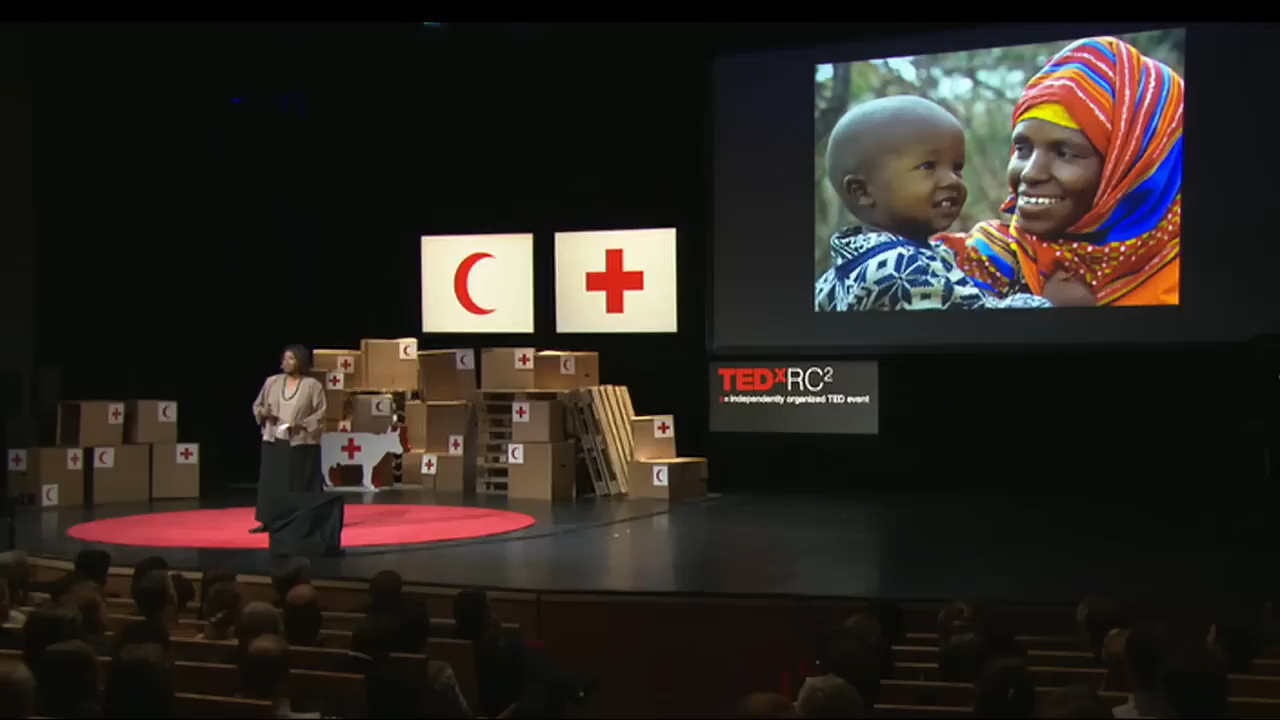 TEDxRC²
x = independently organized TED event